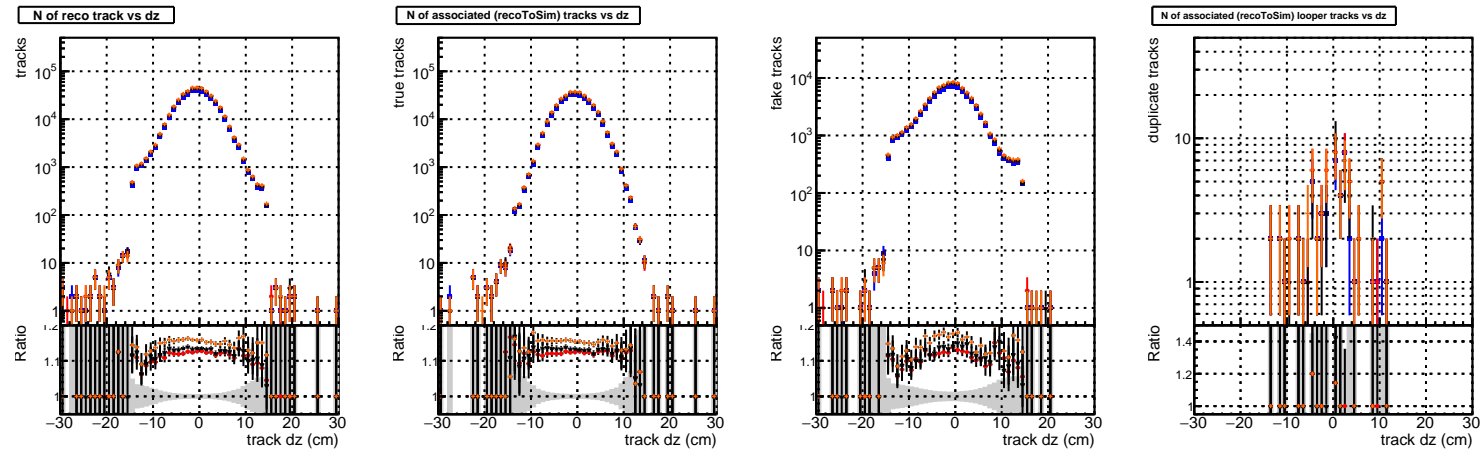 N of reco track vs dz
tracks
10^5
10^4
10^3
10^2
10
1
Ratio
1.2
1.1
1
−30 −20 −10 0 10 20 30
track dz (cm)
N of associated (recoToSim) tracks vs dz
true tracks
10^5
10^4
10^3
10^2
10
1
Ratio
1.2
1.1
1
−30 −20 −10 0 10 20 30
track dz (cm)
fake tracks
10^4
10^3
10^2
10
1
Ratio
1.2
1.1
1
−30 −20 −10 0 10 20 30
track dz (cm)
N of associated (recoToSim) looper tracks vs dz
duplicate tracks
10
1
Ratio
1.4
1.2
1
−30 −20 −10 0 10 20 30
track dz (cm)